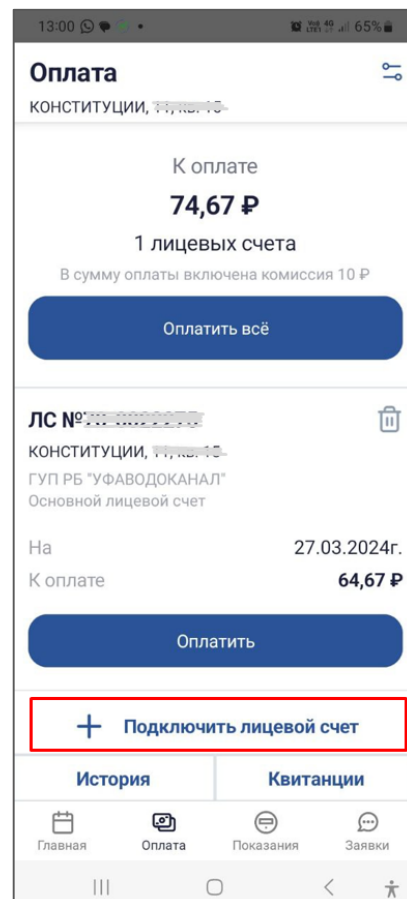 13:00 65%
Оплата
КОНСТИТУЦИИ,
К оплате
74,67 ₽
1 лицевых счета
В сумму оплаты включена комиссия 10 ₽
Оплатить всё
ЛС №
КОНСТИТУЦИИ,
ГУП РБ "УФАВОДОКАНАЛ"
Основной лицевой счет
На 27.03.2024г.
К оплате 64,67 ₽
Оплатить
+ Подключить лицевой счет
История Квитанции
Главная Оплата Показания Заявки